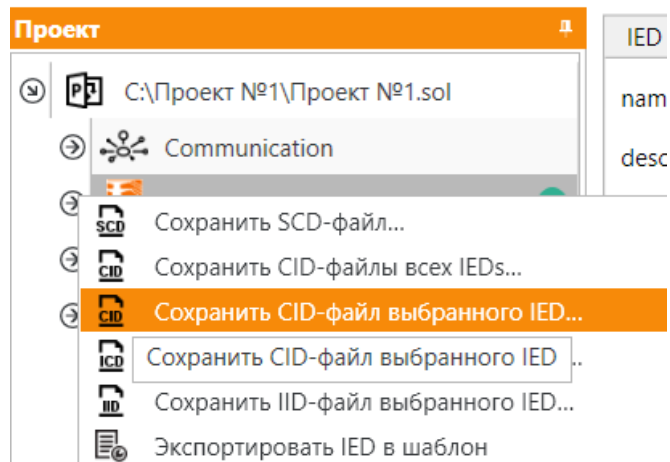 Проект
IED
C:\Проект №1\Проект №1.sol
Communication
SCD Сохранить SCD-файл...
CID Сохранить CID-файлы всех IEDs...
CID Сохранить CID-файл выбранного IED...
ICD Сохранить CID-файл выбранного IED ..
IID Сохранить IID-файл выбранного IED...
Экспортировать IED в шаблон